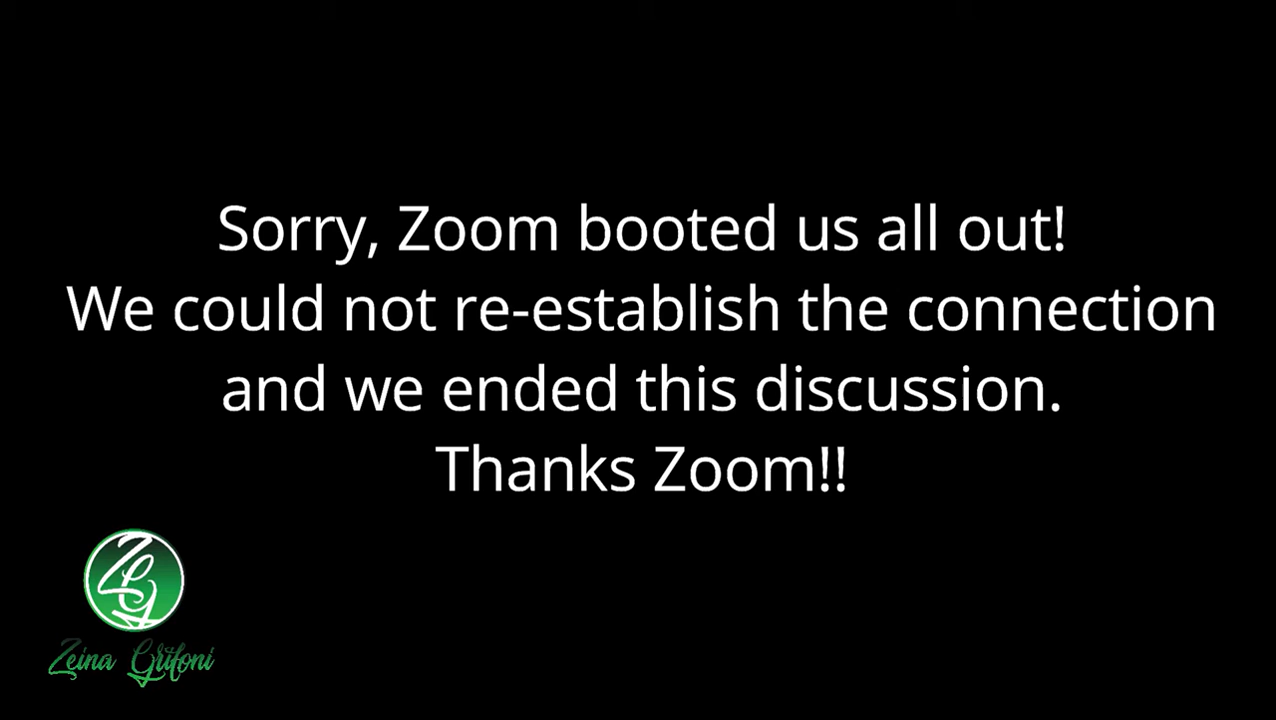 Sorry, Zoom booted us all out!
We could not re-establish the connection
and we ended this discussion.
Thanks Zoom!!
ZG
Zeina Grifoni